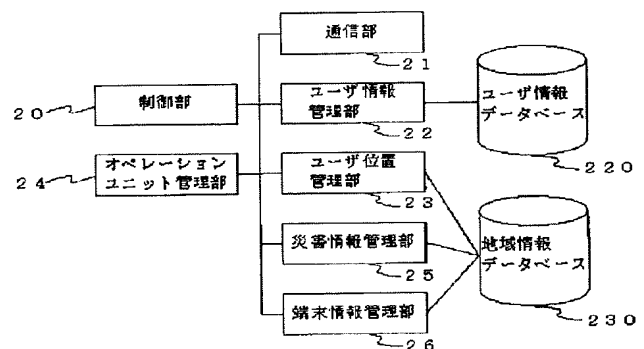 通信部
21
20
制御部
ユーザ情報
管理部
22
ユーザ情報
データベース
220
24
オペレーション
ユニット管理部
ユーザ位置
管理部
23
災害情報管理部
25
地域情報
データベース
230
端末情報管理部
26